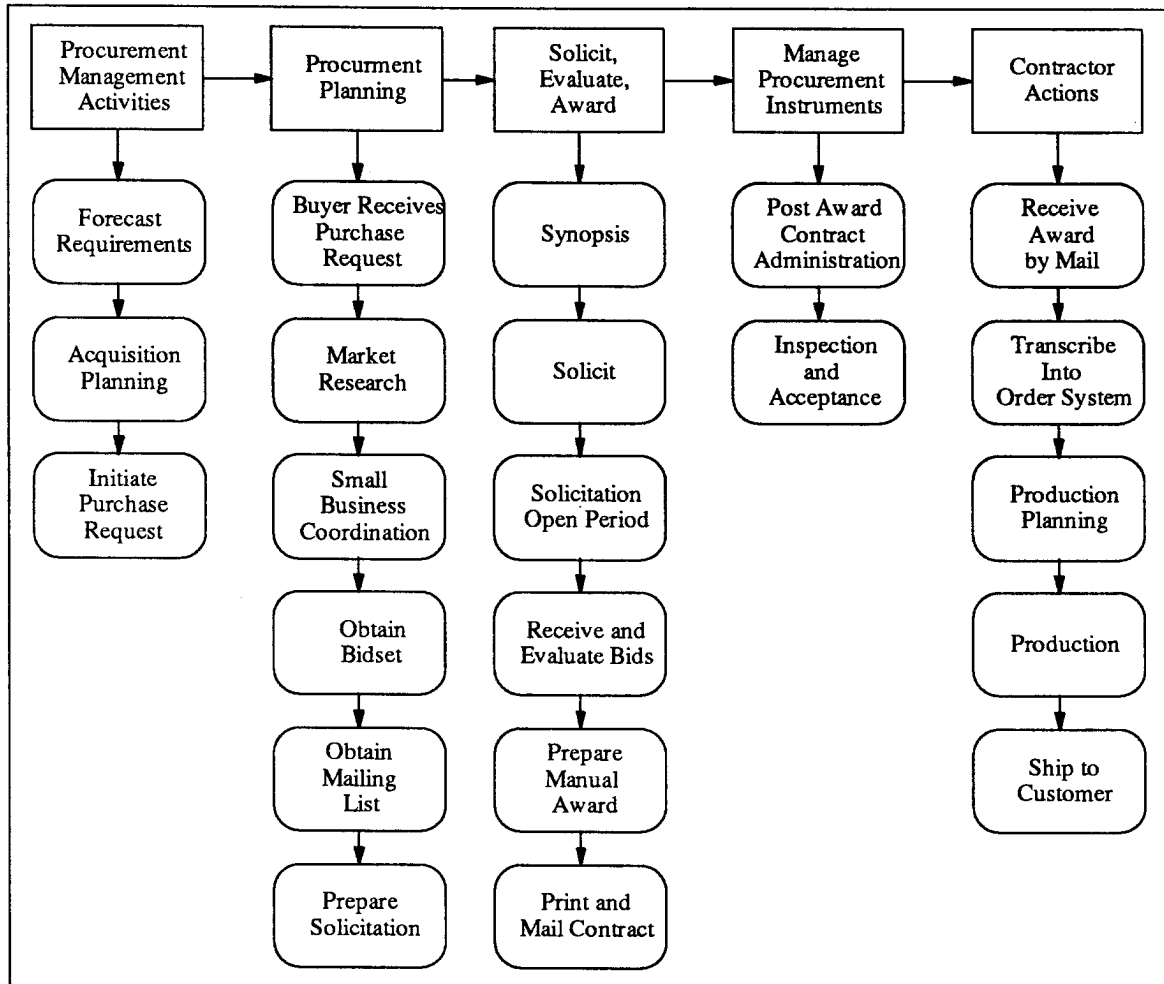 Procurement
Management
Activities
Procurment
Planning
Solicit,
Evaluate,
Award
Manage
Procurement
Instruments
Contractor
Actions
Forecast
Requirements
Acquisition
Planning
Initiate
Purchase
Request
Buyer Receives
Purchase
Request
Market
Research
Small
Business
Coordination
Obtain
Bidset
Obtain
Mailing
List
Prepare
Solicitation
Synopsis
Solicit
Solicitation
Open Period
Receive and
Evaluate Bids
Prepare
Manual
Award
Print and
Mail Contract
Post Award
Contract
Administration
Inspection
and
Acceptance
Receive
Award
by Mail
Transcribe
Into
Order System
Production
Planning
Production
Ship to
Customer